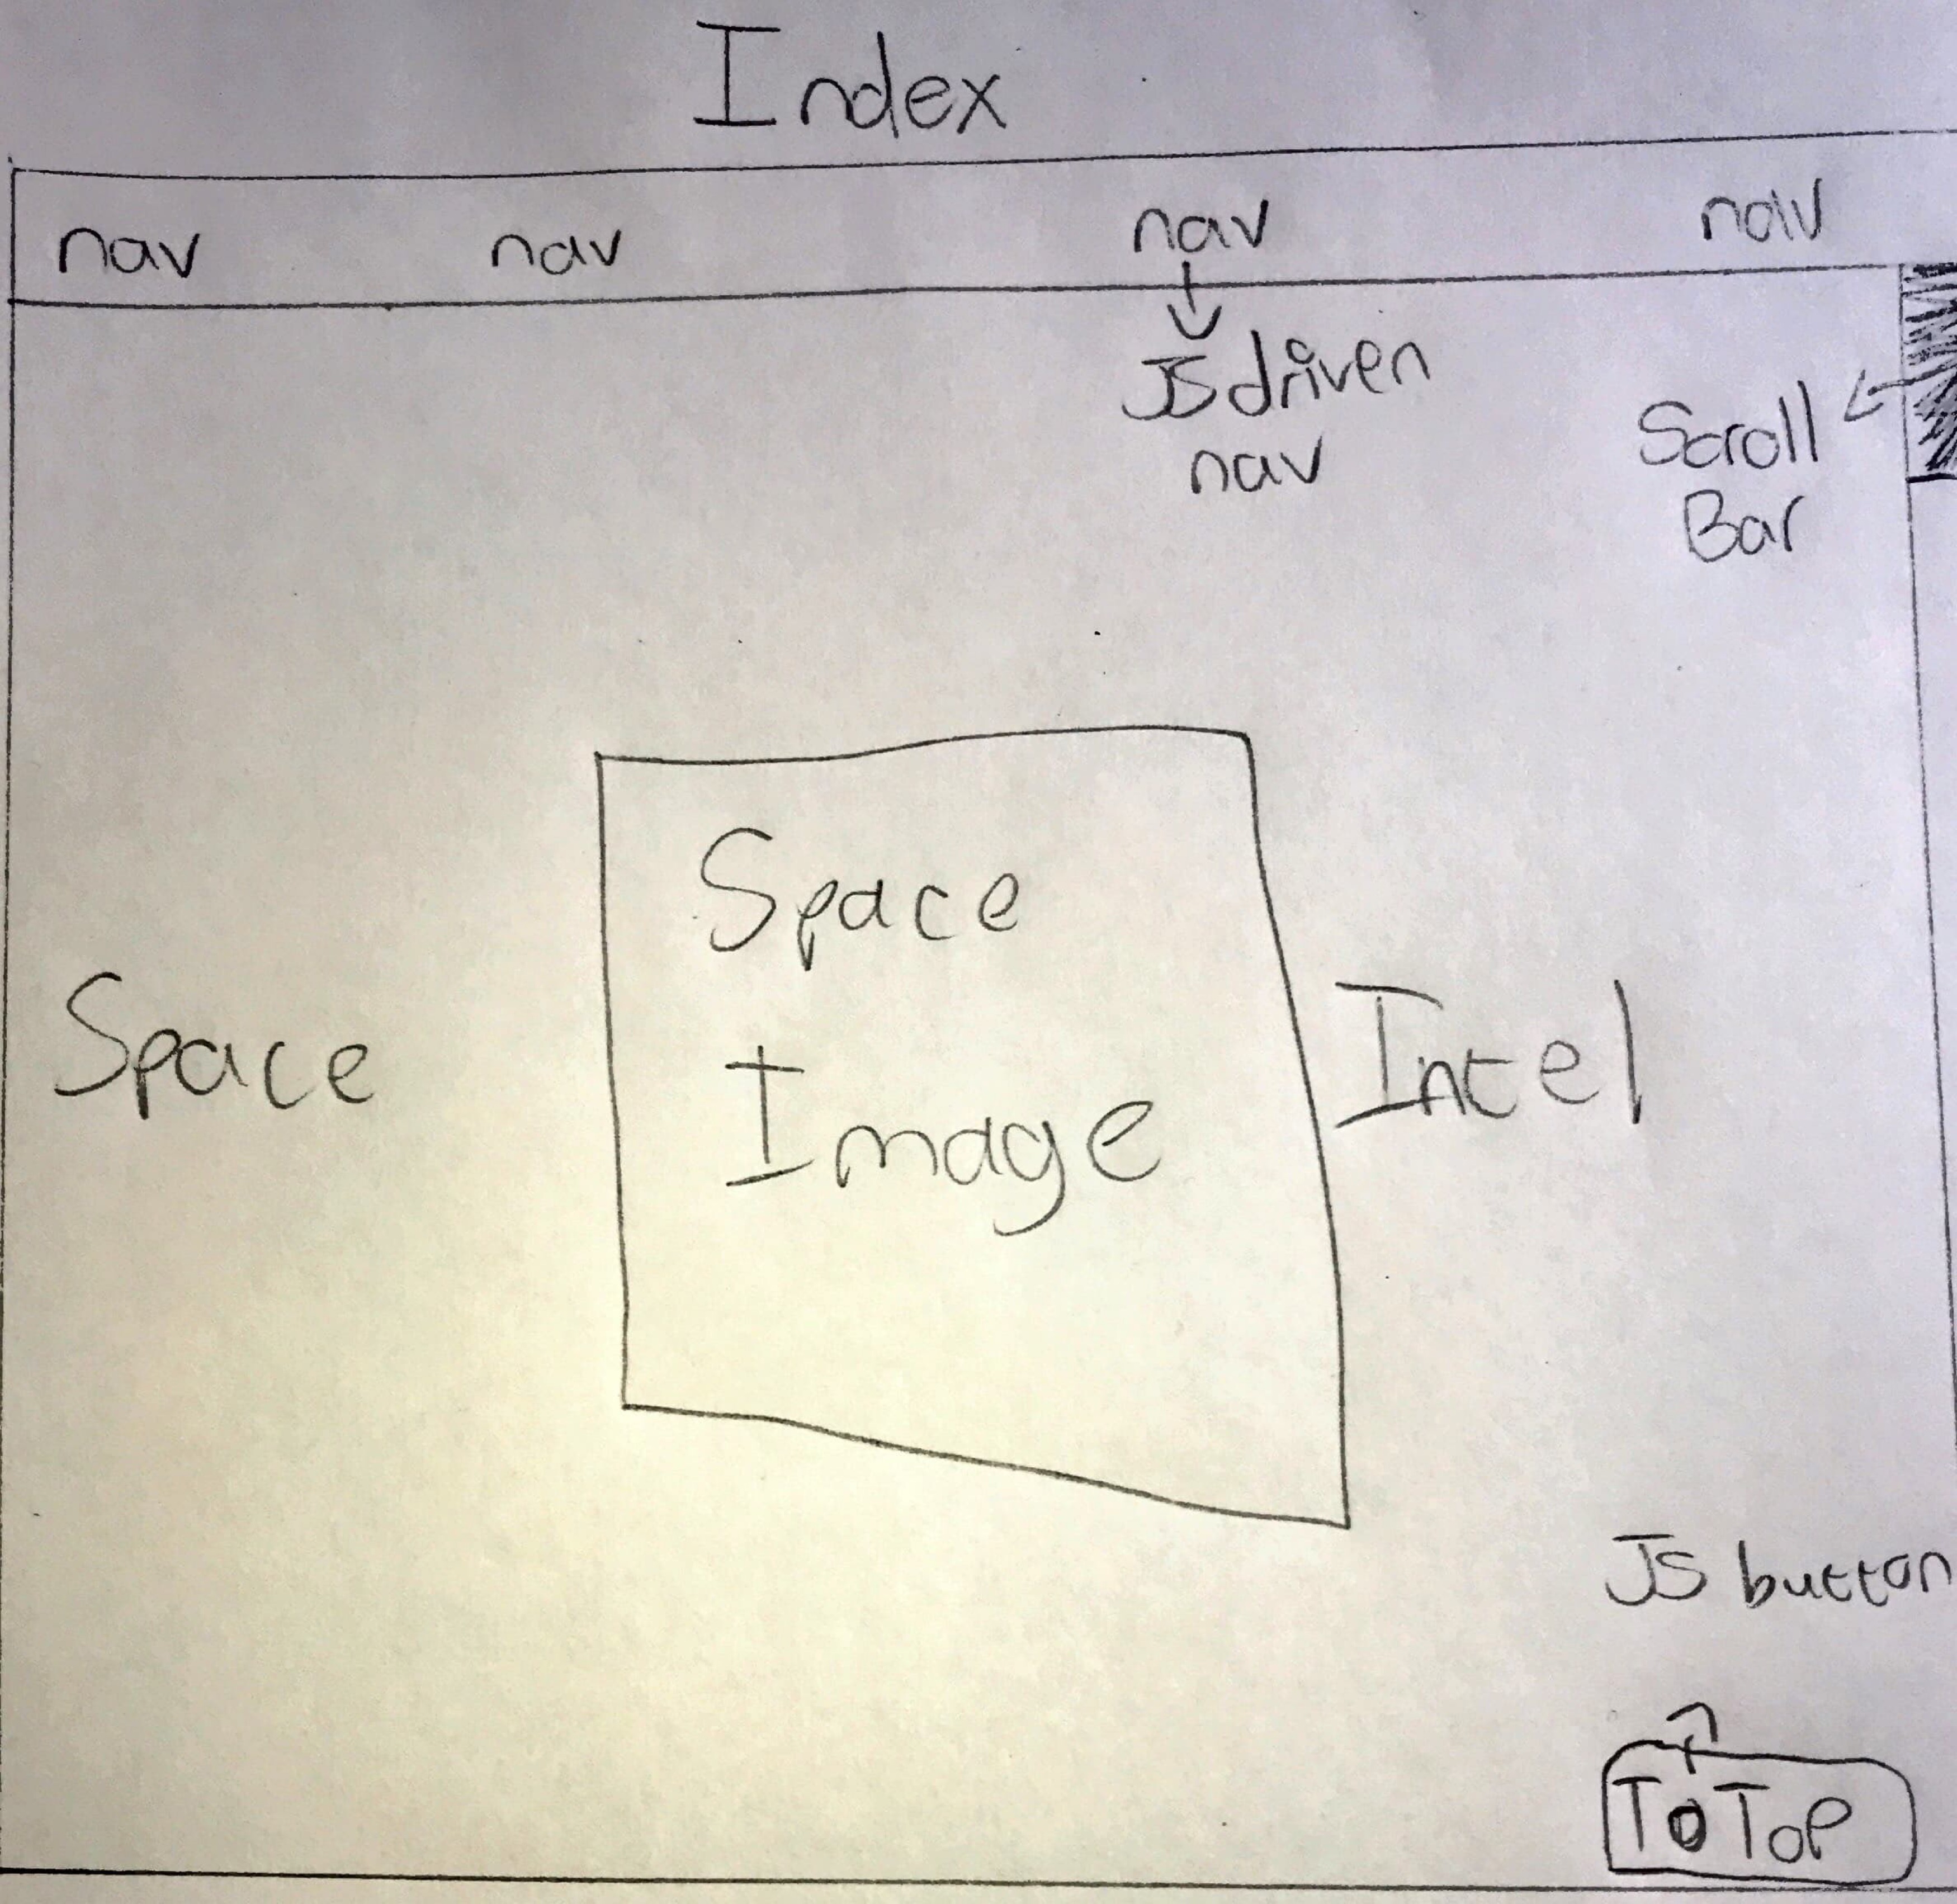 Index
nav nav nav nav
JS driven
nav
Scroll
Bar
Space
Image
Space
Intel
JS button
To Top